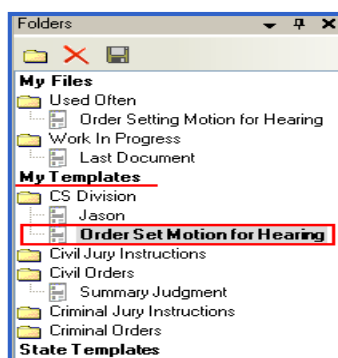 Folders
My Files
Used Often
Order Setting Motion for Hearing
Work In Progress
Last Document
My Templates
CS Division
Jason
Order Set Motion for Hearing
Civil Jury Instructions
Civil Orders
Summary Judgment
Criminal Jury Instructions
Criminal Orders
State Templates